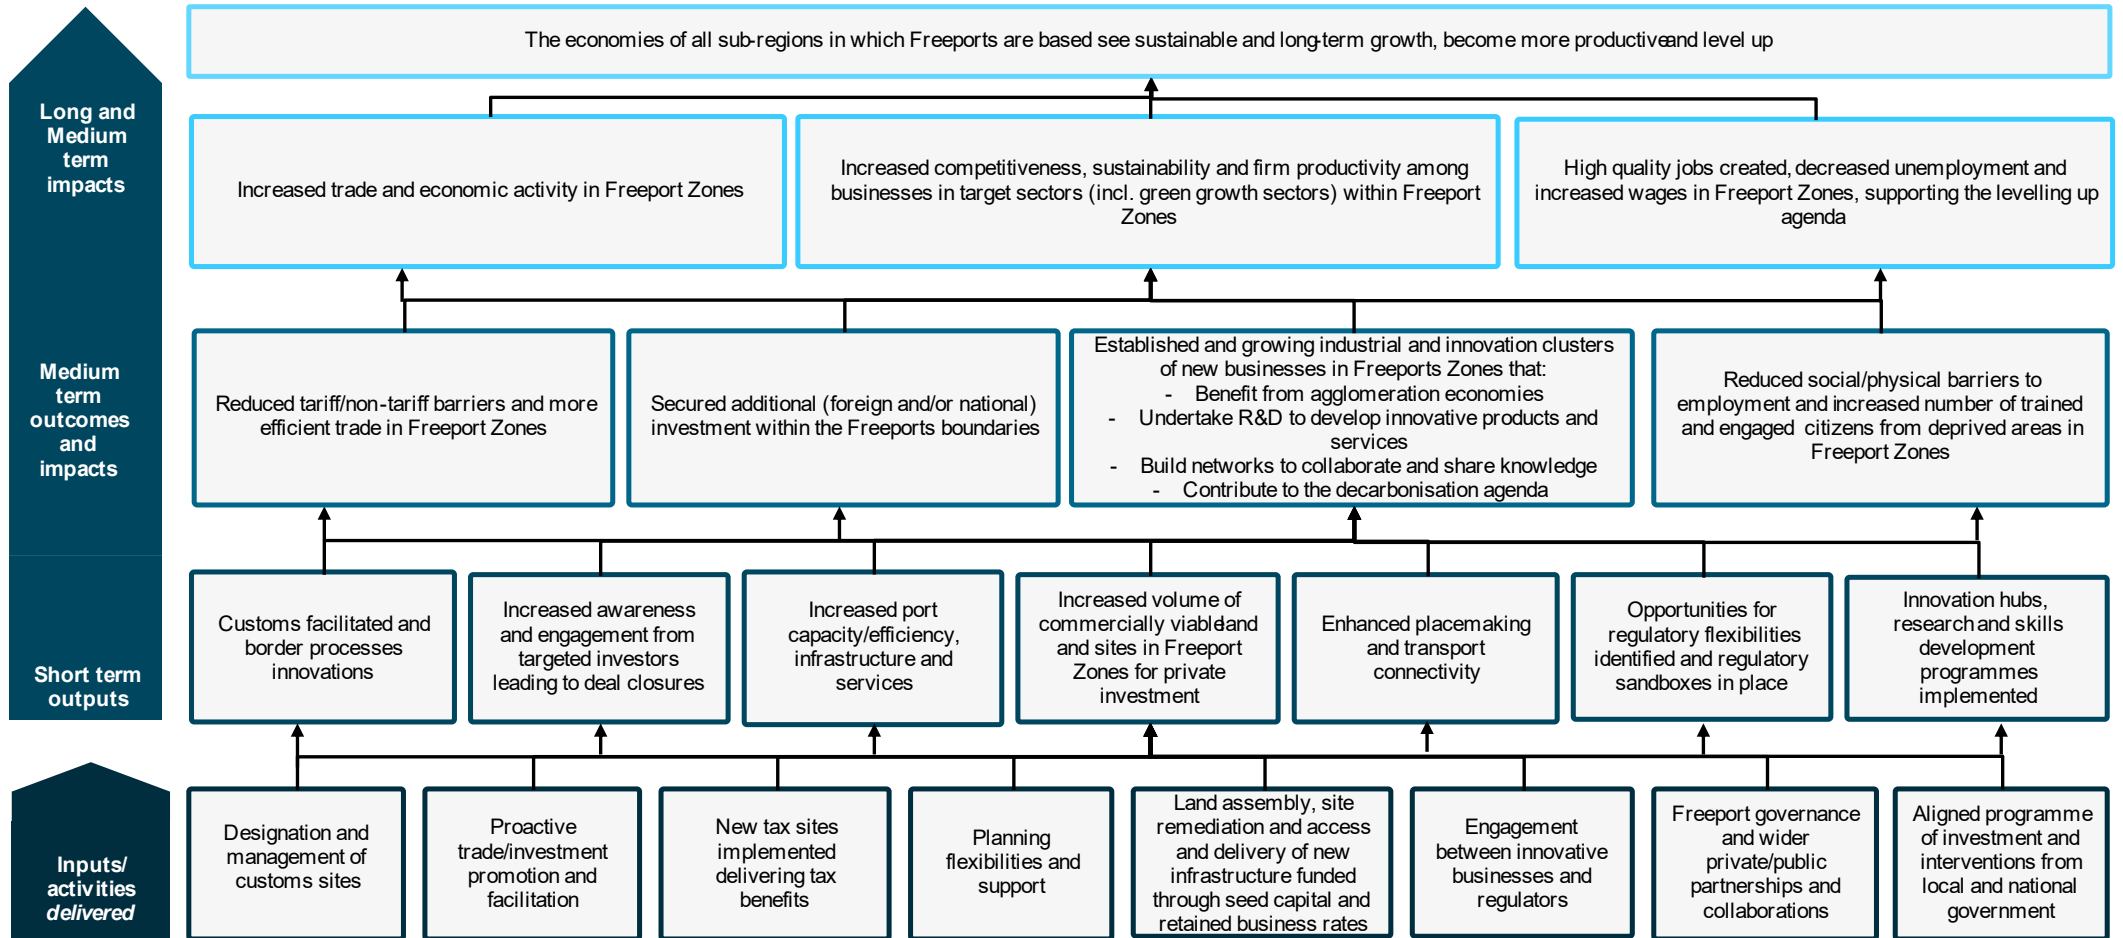 The economies of all sub-regions in which Freeports are based see sustainable and long-term growth, become more productive and level up
Long and
Medium
term
impacts
Increased trade and economic activity in Freeport Zones
Increased competitiveness, sustainability and firm productivity among
businesses in target sectors (incl. green growth sectors) within Freeport
Zones
High quality jobs created, decreased unemployment and
increased wages in Freeport Zones, supporting the levelling up
agenda
Medium
term
outcomes
and
impacts
Reduced tariff/non-tariff barriers and more
efficient trade in Freeport Zones
Secured additional (foreign and/or national)
investment within the Freeports boundaries
Established and growing industrial and innovation clusters
of new businesses in Freeports Zones that:
- Benefit from agglomeration economies
- Undertake R&D to develop innovative products and
services
- Build networks to collaborate and share knowledge
- Contribute to the decarbonisation agenda
Reduced social/physical barriers to
employment and increased number of trained
and engaged citizens from deprived areas in
Freeport Zones
Short term
outputs
Customs facilitated and
border processes
innovations
Increased awareness
and engagement from
targeted investors
leading to deal closures
Increased port
capacity/efficiency,
infrastructure and
services
Increased volume of
commercially viable land
and sites in Freeport
Zones for private
investment
Enhanced placemaking
and transport
connectivity
Opportunities for
regulatory flexibilities
identified and regulatory
sandboxes in place
Innovation hubs,
research and skills
development
programmes
implemented
Inputs/
activities
delivered
Designation and
management of
customs sites
Proactive
trade/investment
promotion and
facilitation
New tax sites
implemented
delivering tax
benefits
Planning
flexibilities and
support
Land assembly, site
remediation and access
and delivery of new
infrastructure funded
through seed capital and
retained business rates
Engagement
between innovative
businesses and
regulators
Freeport governance
and wider
private/public
partnerships and
collaborations
Aligned programme
of investment and
interventions from
local and national
government